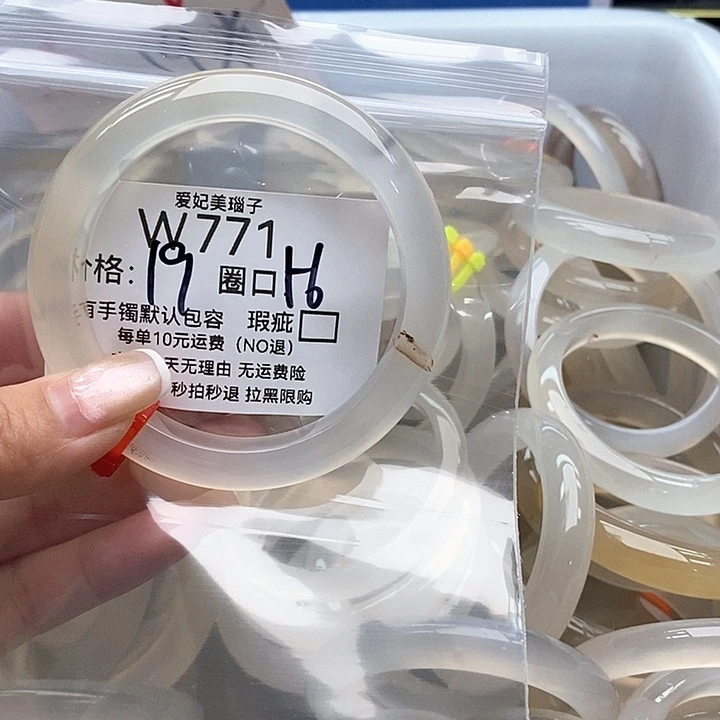 爱妃美瑙子
W771
价格: 19 圈口 H6
有手镯默认包容 瑕疵
每单10元运费（NO退）
天无理由 无运费险
秒拍秒退 拉黑限购